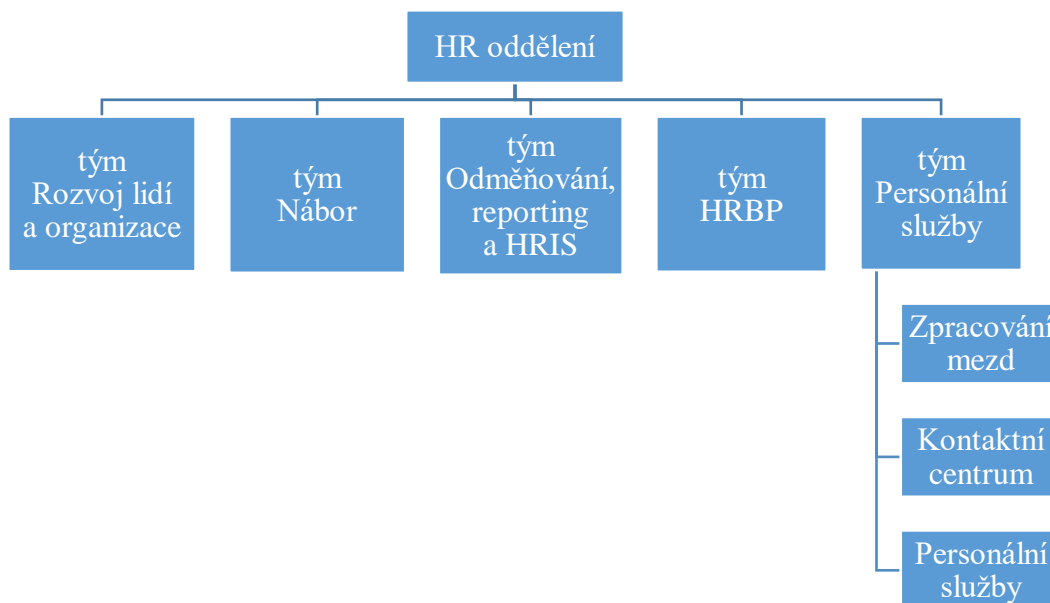 HR oddělení
tým
Rozvoj lidí
a organizace
tým
Nábor
tým
Odměňování,
reporting
a HRIS
tým
HRBP
tým
Personální
služby
Zpracování
mezd
Kontaktní
centrum
Personální
služby